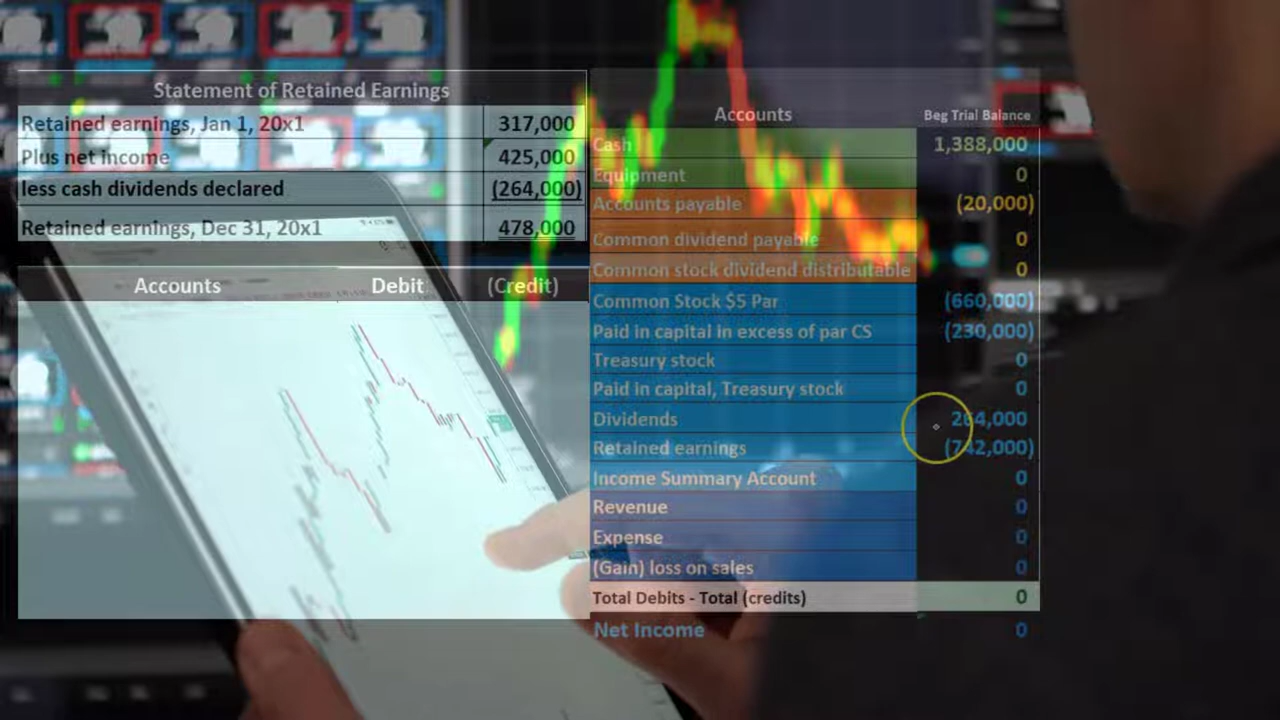 Statement of Retained Earnings
Retained earnings, Jan 1, 20x1 317,000
Plus net income 425,000
less cash dividends declared (264,000)
Retained earnings, Dec 31, 20x1 478,000
Accounts Debit (Credit)
Accounts Beg Trial Balance
Cash 1,388,000
Equipment 0
Accounts payable (20,000)
Common dividend payable 0
Common stock dividend distributable 0
Common Stock $5 Par (660,000)
Paid in capital in excess of par CS (230,000)
Treasury stock 0
Paid in capital, Treasury stock 0
Dividends 264,000
Retained earnings (742,000)
Income Summary Account 0
Revenue 0
Expense 0
(Gain) loss on sales 0
Total Debits - Total (credits) 0
Net Income 0